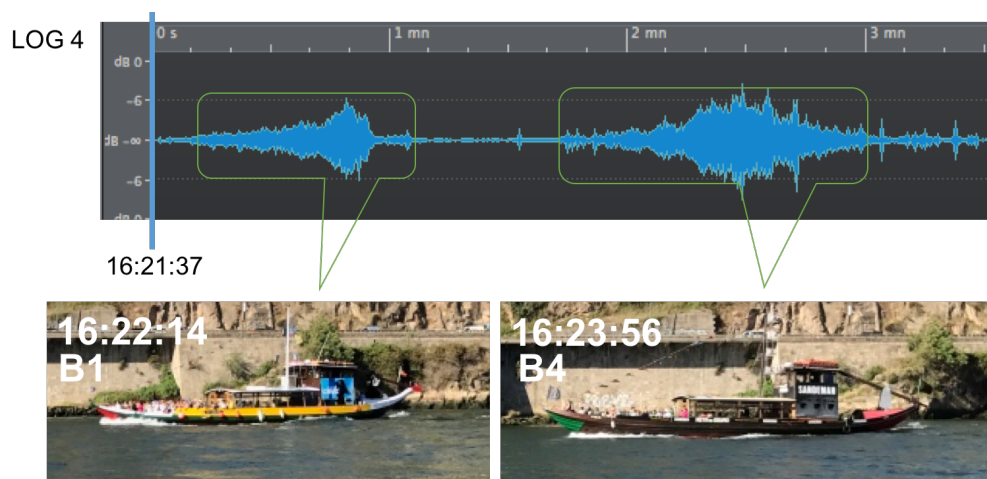 LOG 4
0 s
1 mn
2 mn
3 mn
dB 0
-6
dB -∞
-6
dB 0
16:21:37
16:22:14
B1
16:23:56
B4
SANDEMAN